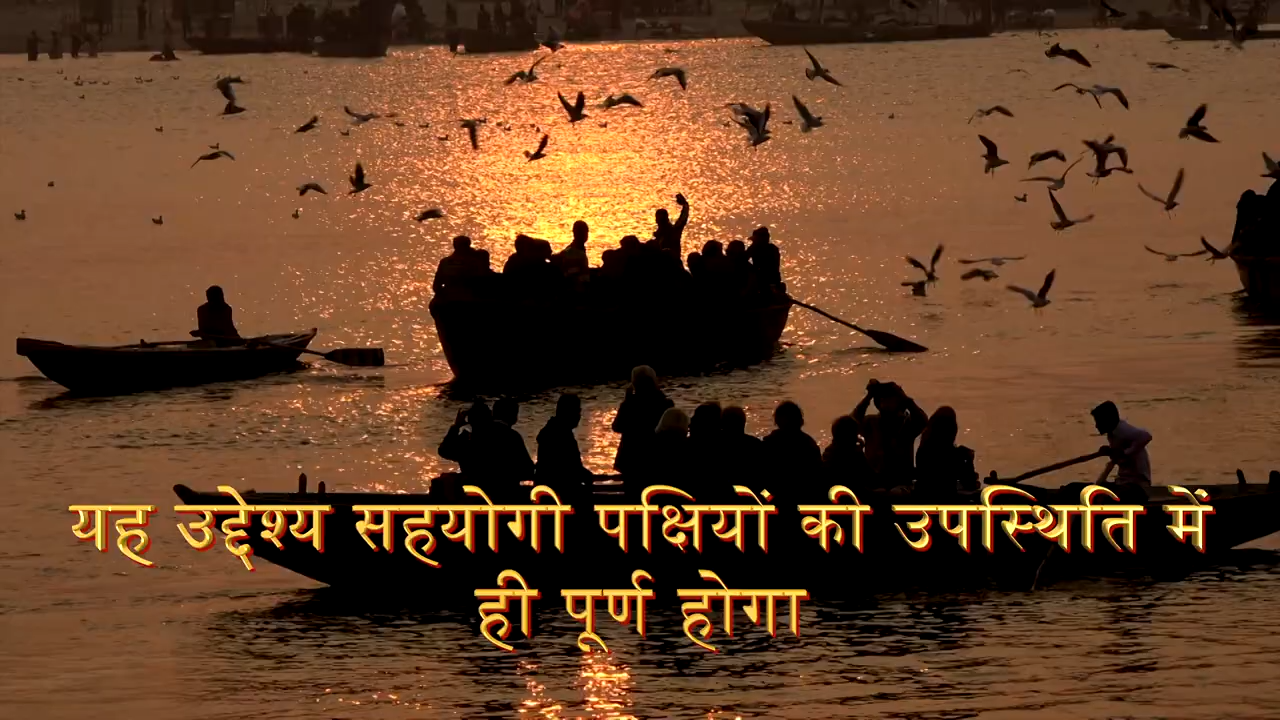 यह उद्देश्य सहयोगी पक्षियों की उपस्थिति में
ही पूर्ण होगा